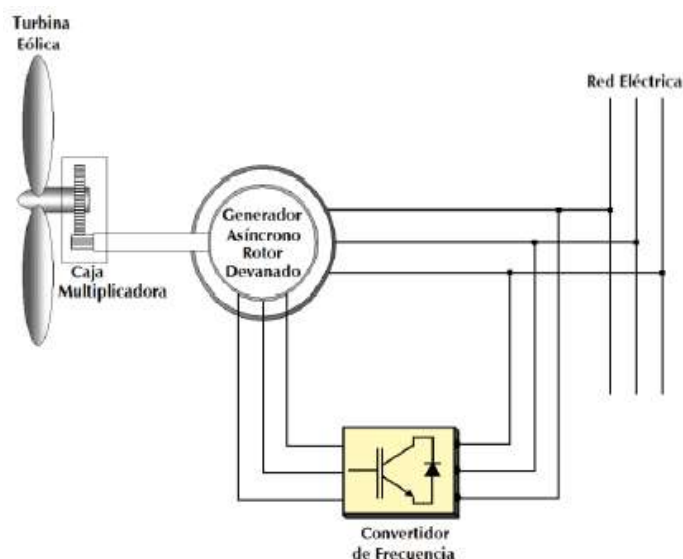 Turbina
Eólica
Red Eléctrica
Generador
Asíncrono
Rotor
Devanado
Caja
Multiplicadora
Convertidor
de Frecuencia